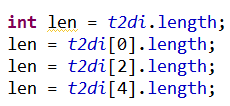 int len = t2di.length;
len = t2di[0].length;
len = t2di[2].length;
len = t2di[4].length;